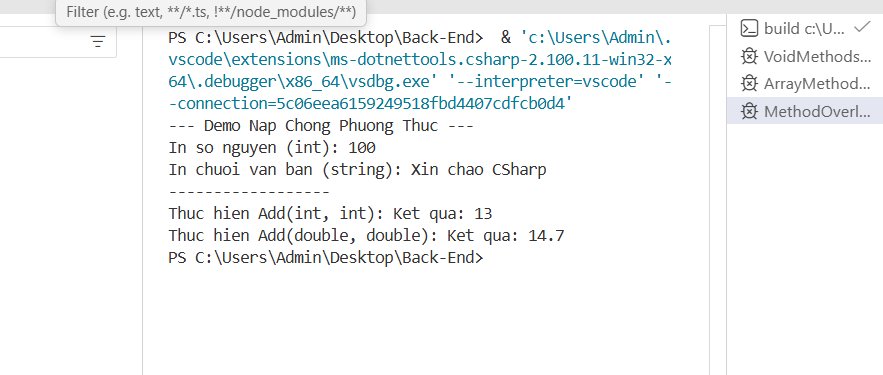 Filter (e.g. text, **/*.ts, !**/node_modules/**)
PS C:\Users\Admin\Desktop\Back-End>  & 'c:\Users\Admin\.
vscode\extensions\ms-dotnettools.csharp-2.100.11-win32-x
64\.debugger\x86_64\vsdbg.exe' '--interpreter=vscode' '-
-connection=5c06eea6159249518fbd4407cdfcb0d4'
--- Demo Nap Chong Phuong Thuc ---
In so nguyen (int): 100
In chuoi van ban (string): Xin chao CSharp
-----------------
Thuc hien Add(int, int): Ket qua: 13
Thuc hien Add(double, double): Ket qua: 14.7
PS C:\Users\Admin\Desktop\Back-End>
build c:\U...
VoidMethods...
ArrayMethod...
MethodOverl...